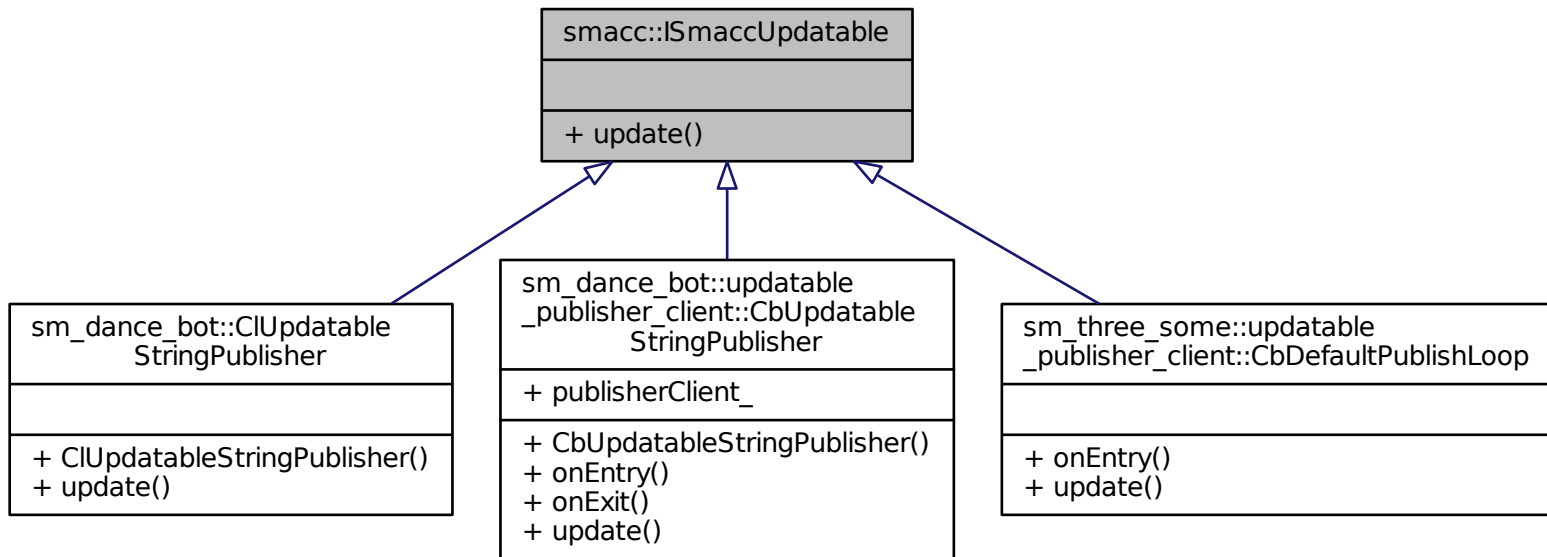 smacc::ISmaccUpdatable
+ update()
sm_dance_bot::ClUpdatable
StringPublisher
+ ClUpdatableStringPublisher()
+ update()
sm_dance_bot::updatable
_publisher_client::CbUpdatable
StringPublisher
+ publisherClient_
+ CbUpdatableStringPublisher()
+ onEntry()
+ onExit()
+ update()
sm_three_some::updatable
_publisher_client::CbDefaultPublishLoop
+ onEntry()
+ update()